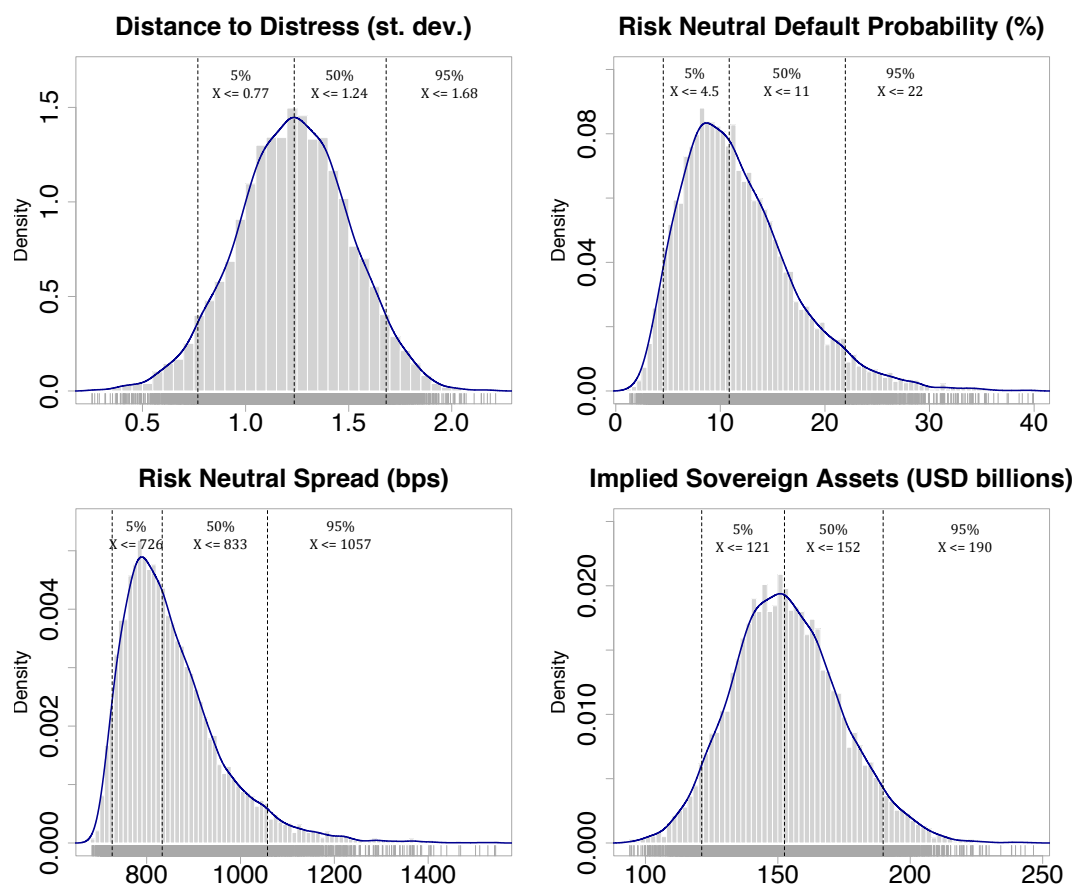 Distance to Distress (st. dev.)
5% 50% 95%
X <= 0.77 X <= 1.24 X <= 1.68
Density
0.0 0.5 1.0 1.5
0.5 1.0 1.5 2.0
Risk Neutral Default Probability (%)
5% 50% 95%
X <= 4.5 X <= 11 X <= 22
Density
0.00 0.04 0.08
0 10 20 30 40
Risk Neutral Spread (bps)
5% 50% 95%
X <= 726 X <= 833 X <= 1057
Density
0.000 0.002 0.004
800 1000 1200 1400
Implied Sovereign Assets (USD billions)
5% 50% 95%
X <= 121 X <= 152 X <= 190
Density
0.000 0.010 0.020
100 150 200 250